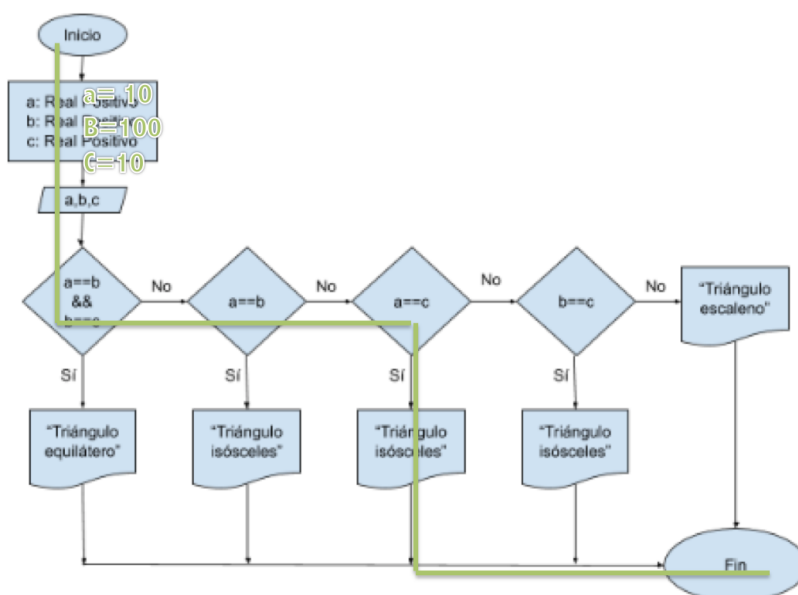 Inicio
a: Real Positivo
b: Real Positivo
c: Real Positivo
a= 10
B=100
C=10
a,b,c
a==b
&&
b==c
No
a==b
No
a==c
No
b==c
No
"Triángulo
escaleno"
Sí
Sí
Sí
Sí
"Triángulo
equilátero"
"Triángulo
isósceles"
"Triángulo
isósceles"
"Triángulo
isósceles"
Fin